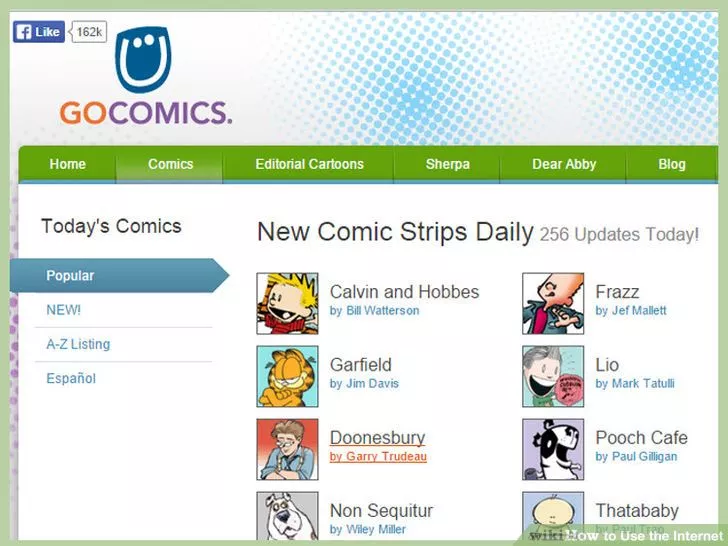 Like 162k
GOCOMICS.
Home Comics Editorial Cartoons Sherpa Dear Abby Blog
Today's Comics
Popular
NEW!
A-Z Listing
Español
New Comic Strips Daily 256 Updates Today!
Calvin and Hobbes
by Bill Watterson
Frazz
by Jef Mallett
Garfield
by Jim Davis
Lio
by Mark Tatulli
Doonesbury
by Garry Trudeau
Pooch Cafe
by Paul Gilligan
Non Sequitur
by Wiley Miller
Thatababy
by Paul Trap
wikiHow to Use the Internet